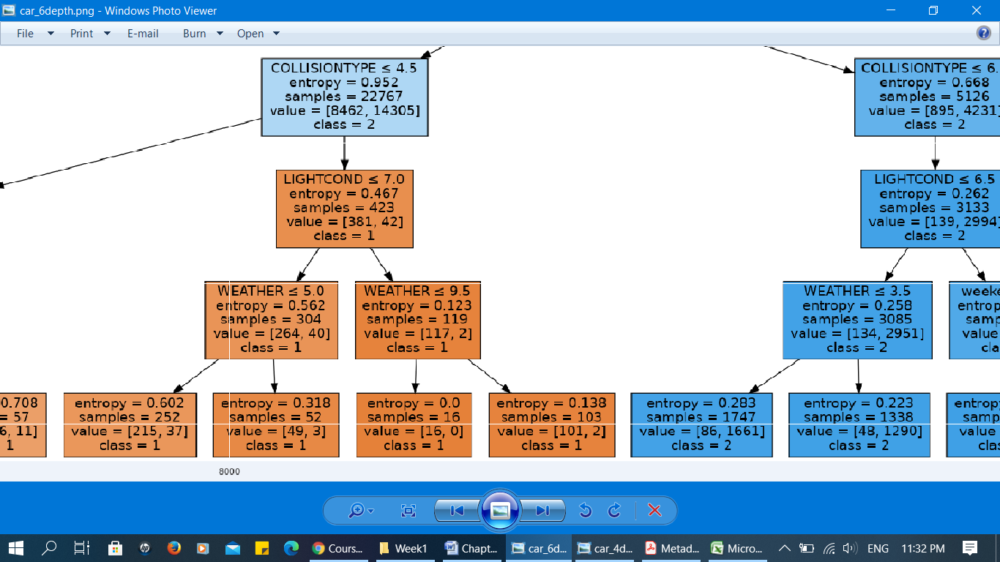 car_6depth.png - Windows Photo Viewer
File Print E-mail Burn Open
COLLISIONTYPE ≤ 4.5
entropy = 0.952
samples = 22767
value = [8462, 14305]
class = 2
COLLISIONTYPE ≤ 6.
entropy = 0.668
samples = 5126
value = [895, 4231]
class = 2
LIGHTCOND ≤ 7.0
entropy = 0.467
samples = 423
value = [381, 42]
class = 1
LIGHTCOND ≤ 6.5
entropy = 0.262
samples = 3133
value = [139, 2994]
class = 2
WEATHER ≤ 5.0
entropy = 0.562
samples = 304
value = [264, 40]
class = 1
WEATHER ≤ 9.5
entropy = 0.123
samples = 119
value = [117, 2]
class = 1
WEATHER ≤ 3.5
entropy = 0.258
samples = 3085
value = [134, 2951]
class = 2
weeke
entrop
samp
value
cla
0.708
= 57
6, 11]
1
entropy = 0.602
samples = 252
value = [215, 37]
class = 1
entropy = 0.318
samples = 52
value = [49, 3]
class = 1
entropy = 0.0
samples = 16
value = [16, 0]
class = 1
entropy = 0.138
samples = 103
value = [101, 2]
class = 1
entropy = 0.283
samples = 1747
value = [86, 1661]
class = 2
entropy = 0.223
samples = 1338
value = [48, 1290]
class = 2
entrop
samp
value
clas
8000
Cours... Week1 Chapt... car_6d... car_4d... Metad... Micro... ENG 11:32 PM